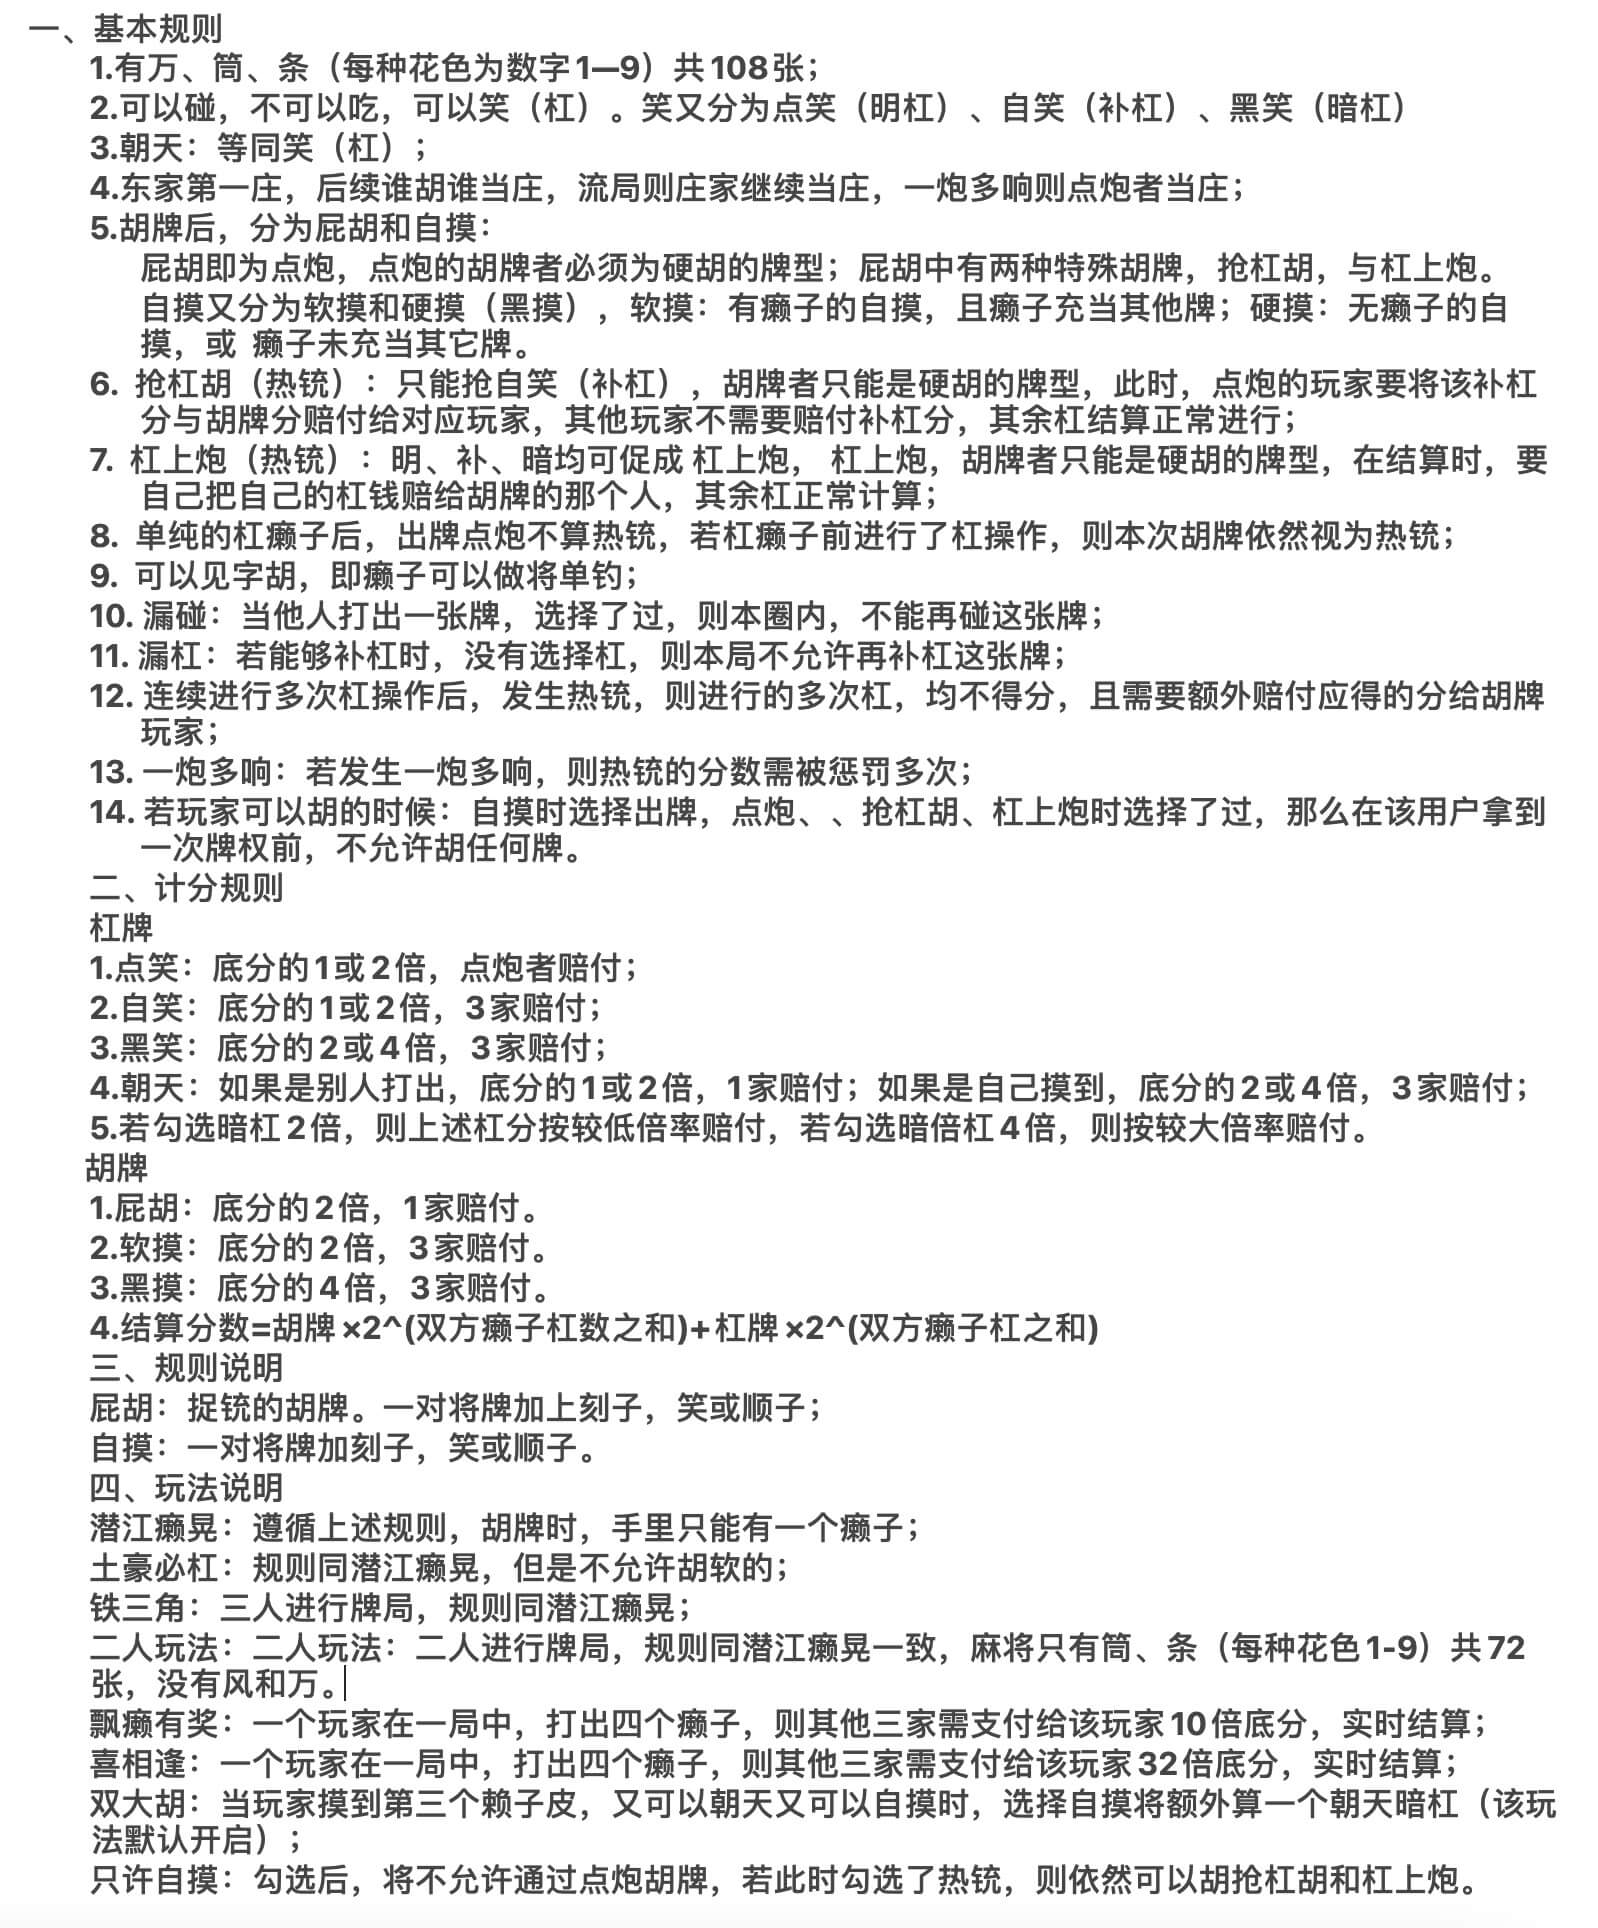 一、基本规则
1.有万、筒、条（每种花色为数字1—9）共108张；
2.可以碰，不可以吃，可以笑（杠）。笑又分为点笑（明杠）、自笑（补杠）、黑笑（暗杠）
3.朝天：等同笑（杠）；
4.东家第一庄，后续谁胡谁当庄，流局则庄家继续当庄，一炮多响则点炮者当庄；
5.胡牌后，分为屁胡和自摸：
屁胡即为点炮，点炮的胡牌者必须为硬胡的牌型；屁胡中有两种特殊胡牌，抢杠胡，与杠上炮。
自摸又分为软摸和硬摸（黑摸），软摸：有癞子的自摸，且癞子充当其他牌；硬摸：无癞子的自
摸，或 癞子未充当其它牌。
6. 抢杠胡（热铳）：只能抢自笑（补杠），胡牌者只能是硬胡的牌型，此时，点炮的玩家要将该补杠
分与胡牌分赔付给对应玩家，其他玩家不需要赔付补杠分，其余杠结算正常进行；
7. 杠上炮（热铳）：明、补、暗均可促成 杠上炮， 杠上炮，胡牌者只能是硬胡的牌型，在结算时，要
自己把自己的杠钱赔给胡牌的那个人，其余杠正常计算；
8. 单纯的杠癞子后，出牌点炮不算热铳，若杠癞子前进行了杠操作，则本次胡牌依然视为热铳；
9. 可以见字胡，即癞子可以做将单钓；
10. 漏碰：当他人打出一张牌，选择了过，则本圈内，不能再碰这张牌；
11. 漏杠：若能够补杠时，没有选择杠，则本局不允许再补杠这张牌；
12. 连续进行多次杠操作后，发生热铳，则进行的多次杠，均不得分，且需要额外赔付应得的分给胡牌
玩家；
13. 一炮多响：若发生一炮多响，则热铳的分数需被惩罚多次；
14. 若玩家可以胡的时候：自摸时选择出牌，点炮、、抢杠胡、杠上炮时选择了过，那么在该用户拿到
一次牌权前，不允许胡任何牌。
二、计分规则
杠牌
1.点笑：底分的1或2倍，点炮者赔付；
2.自笑：底分的1或2倍，3家赔付；
3.黑笑：底分的2或4倍，3家赔付；
4.朝天：如果是别人打出，底分的1或2倍，1家赔付；如果是自己摸到，底分的2或4倍，3家赔付；
5.若勾选暗杠2倍，则上述杠分按较低倍率赔付，若勾选暗倍杠4倍，则按较大倍率赔付。
胡牌
1.屁胡：底分的2倍，1家赔付。
2.软摸：底分的2倍，3家赔付。
3.黑摸：底分的4倍，3家赔付。
4.结算分数=胡牌×2^(双方癞子杠数之和)+杠牌×2^(双方癞子杠之和)
三、规则说明
屁胡：捉铳的胡牌。一对将牌加上刻子，笑或顺子；
自摸：一对将牌加刻子，笑或顺子。
四、玩法说明
潜江癞晃：遵循上述规则，胡牌时，手里只能有一个癞子；
土豪必杠：规则同潜江癞晃，但是不允许胡软的；
铁三角：三人进行牌局，规则同潜江癞晃；
二人玩法：二人玩法：二人进行牌局，规则同潜江癞晃一致，麻将只有筒、条（每种花色1-9）共72
张，没有风和万。
飘癞有奖：一个玩家在一局中，打出四个癞子，则其他三家需支付给该玩家10倍底分，实时结算；
喜相逢：一个玩家在一局中，打出四个癞子，则其他三家需支付给该玩家32倍底分，实时结算；
双大胡：当玩家摸到第三个赖子皮，又可以朝天又可以自摸时，选择自摸将额外算一个朝天暗杠（该玩
法默认开启）；
只许自摸：勾选后，将不允许通过点炮胡牌，若此时勾选了热铳，则依然可以胡抢杠胡和杠上炮。